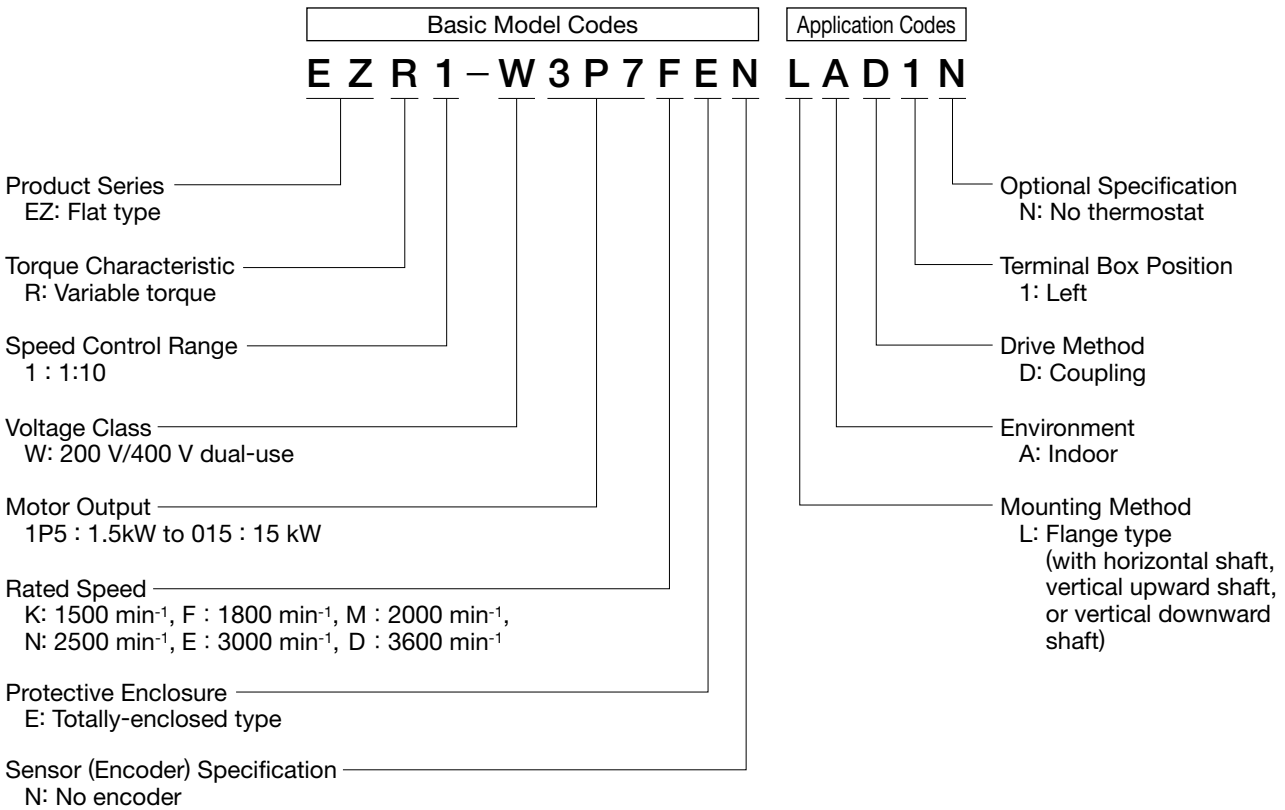 Basic Model Codes
Application Codes
E Z R 1 – W 3 P 7 F E N L A D 1 N
Product Series
EZ: Flat type
Torque Characteristic
R: Variable torque
Speed Control Range
1 : 1:10
Voltage Class
W: 200 V/400 V dual-use
Motor Output
1P5 : 1.5kW to 015 : 15 kW
Rated Speed
K: 1500 min⁻¹, F : 1800 min⁻¹, M : 2000 min⁻¹,
N: 2500 min⁻¹, E : 3000 min⁻¹, D : 3600 min⁻¹
Protective Enclosure
E: Totally-enclosed type
Sensor (Encoder) Specification
N: No encoder
Optional Specification
N: No thermostat
Terminal Box Position
1: Left
Drive Method
D: Coupling
Environment
A: Indoor
Mounting Method
L: Flange type
(with horizontal shaft,
vertical upward shaft,
or vertical downward
shaft)